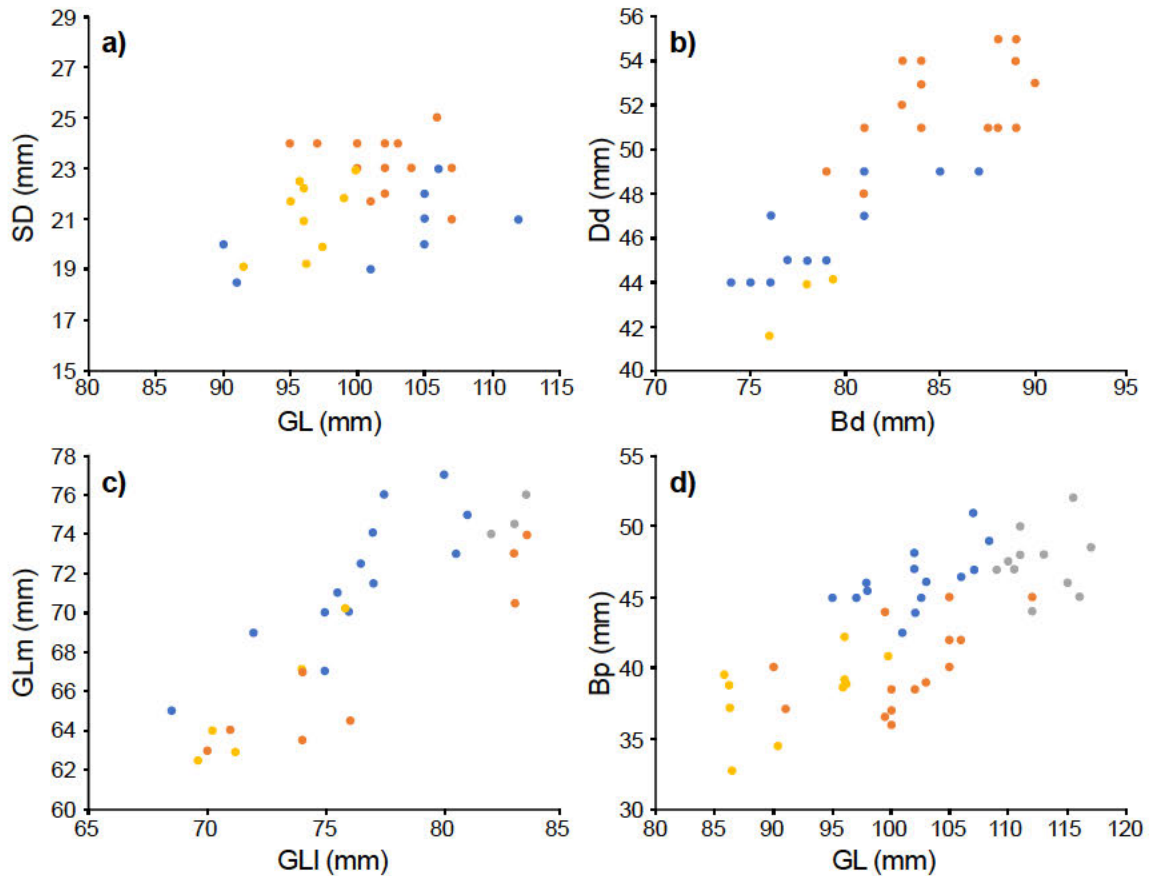 a)
29
27
25
23
21
19
17
15
SD (mm)
80 85 90 95 100 105 110 115
GL (mm)
b)
56
54
52
50
48
46
44
42
40
Dd (mm)
70 75 80 85 90 95
Bd (mm)
c)
78
76
74
72
70
68
66
64
62
60
GLm (mm)
65 70 75 80 85
GLl (mm)
d)
55
50
45
40
35
30
Bp (mm)
80 85 90 95 100 105 110 115 120
GL (mm)